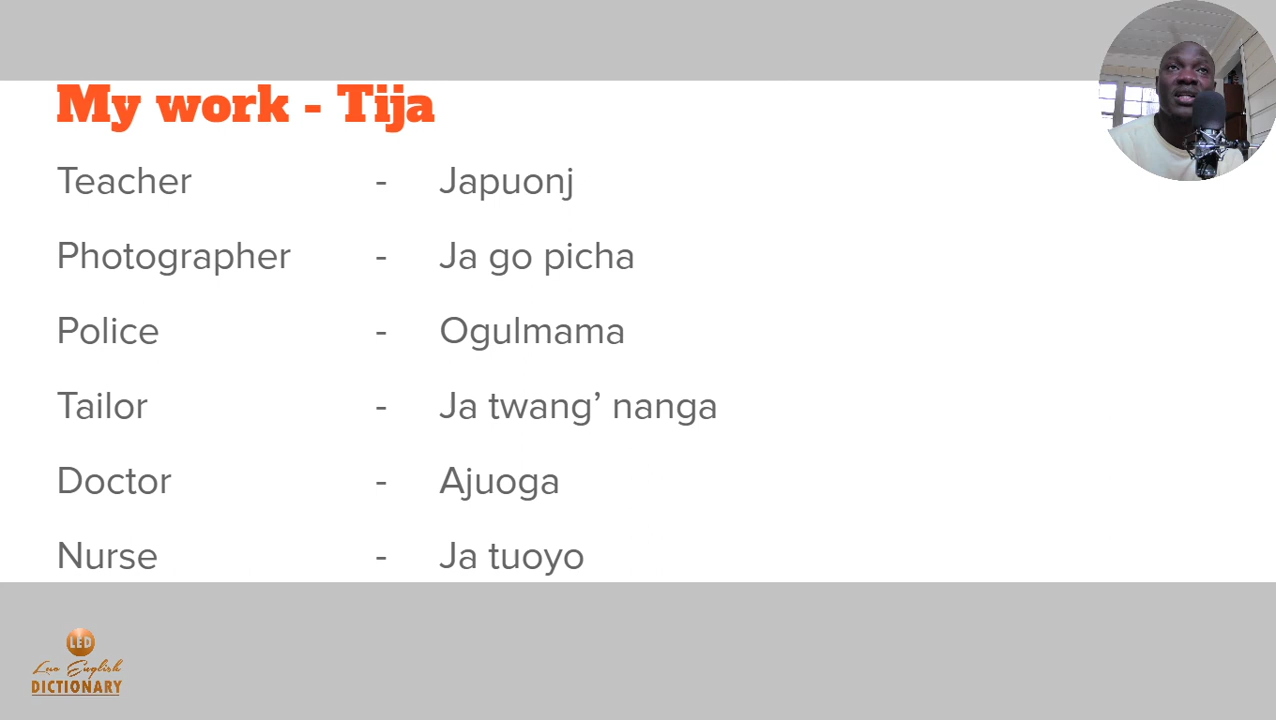 My work - Tija
Teacher - Japuonj
Photographer - Ja go picha
Police - Ogulmama
Tailor - Ja twang’ nanga
Doctor - Ajuoga
Nurse - Ja tuoyo
LED
Luo English
DICTIONARY